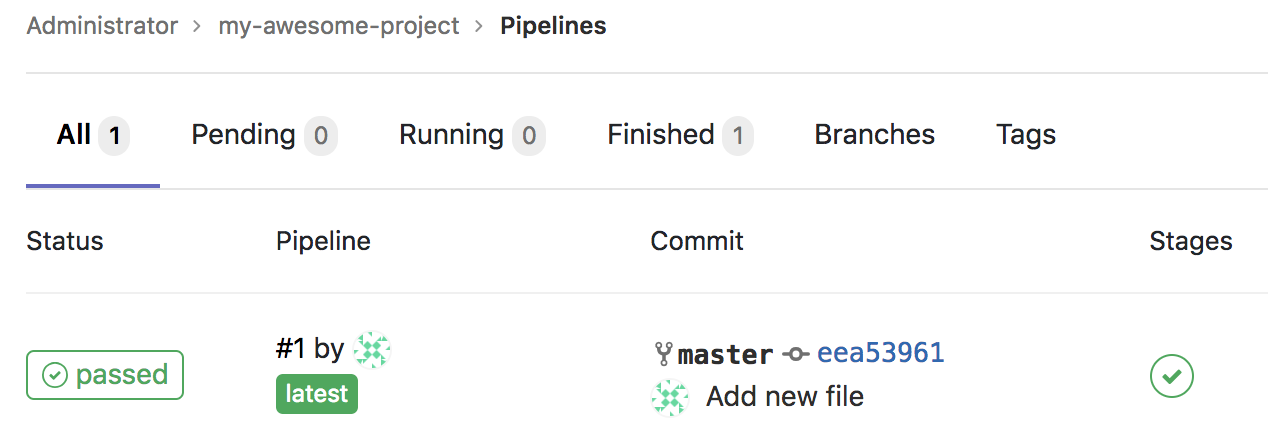 Administrator > my-awesome-project > Pipelines
All 1 Pending 0 Running 0 Finished 1 Branches Tags
Status Pipeline Commit Stages
passed
#1 by
latest
master eea53961
Add new file